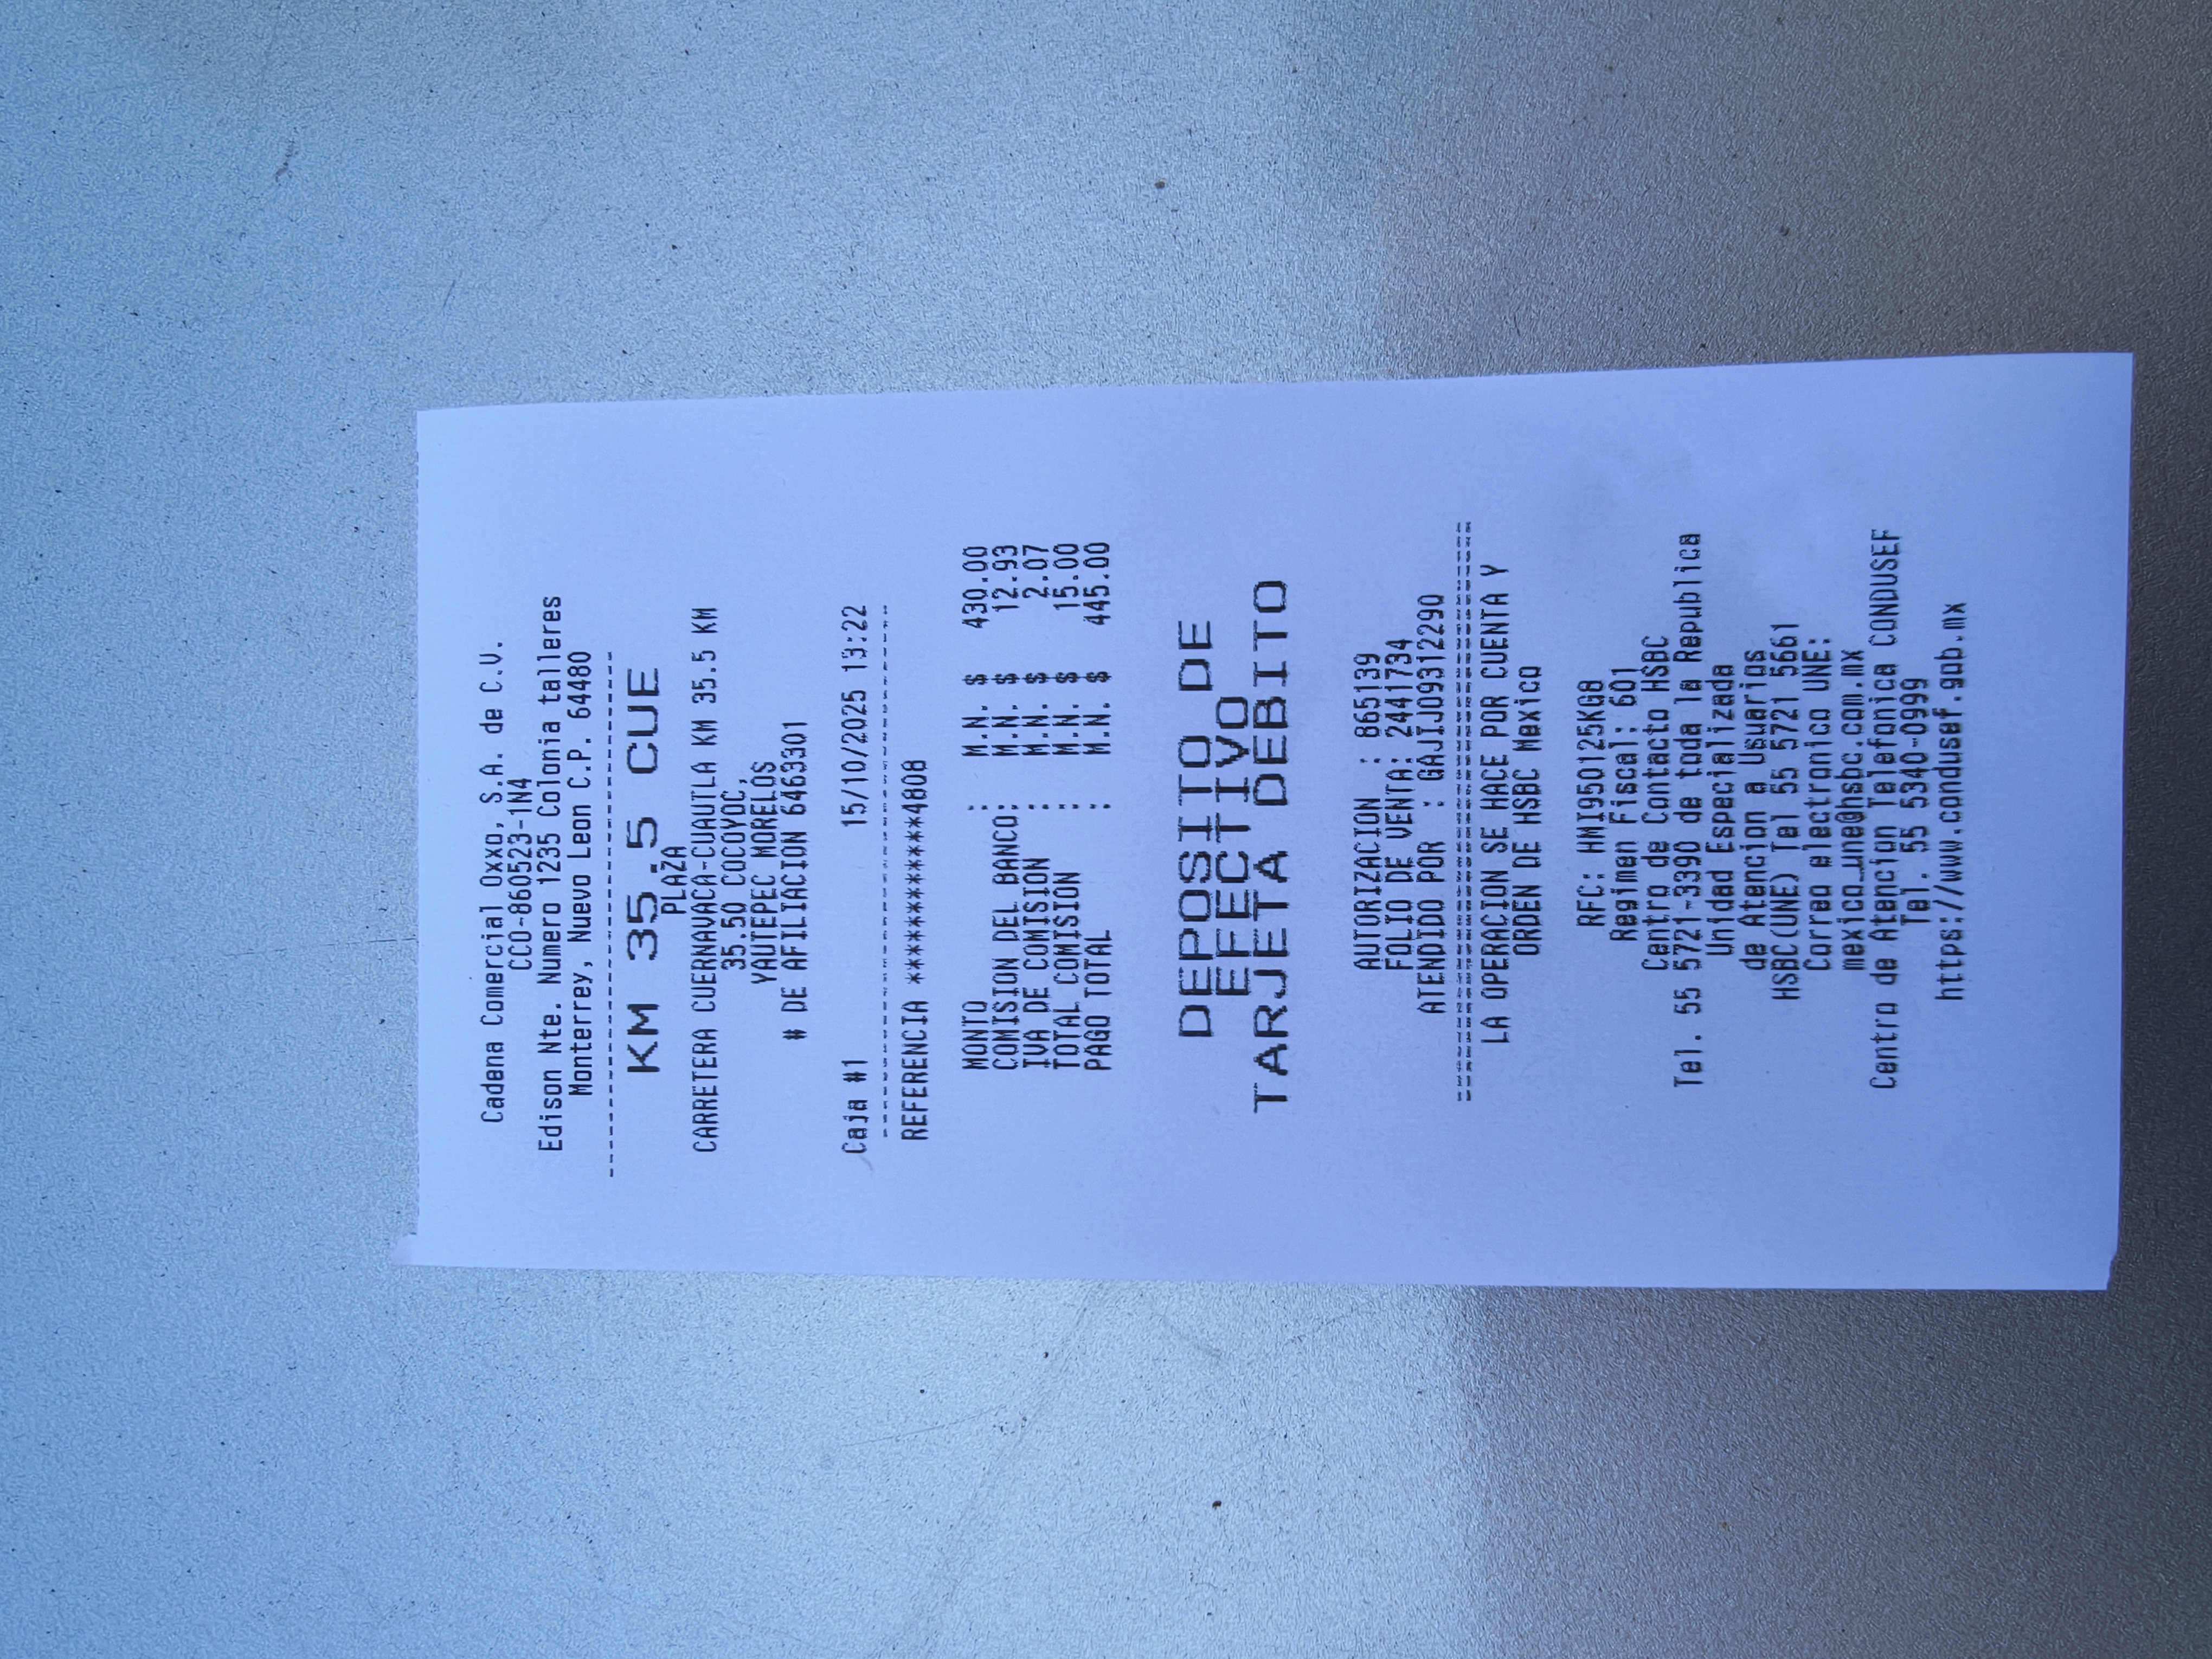 Cadena Comercial Oxxo, S.A. de C.V.
CCO-860523-1N4
Edison Nte. Numero 1235 Colonia talleres
Monterrey, Nuevo Leon C.P. 64480
KM 35.5 CUE
PLAZA
CARRETERA CUERNAVACA-CUAUTLA KM 35.5 KM
35.50 COCOYOC,
YAUTEPEC MORELOS
# DE AFILIACION 6463301
Caja #1 15/10/2025 13:22
REFERENCIA ************4808
MONTO : M.N. $ 430.00
COMISION DEL BANCO: M.N. $ 12.93
IVA DE COMISION : M.N. $ 2.07
TOTAL COMISION : M.N. $ 15.00
PAGO TOTAL : M.N. $ 445.00
DEPOSITO DE
EFECTIVO
TARJETA DEBITO
AUTORIZACION : 865139
FOLIO DE VENTA: 2441734
ATENDIDO POR : GAJIJO09312290
LA OPERACION SE HACE POR CUENTA Y
ORDEN DE HSBC Mexico
RFC: HMI950125KG8
Regimen Fiscal: 601
Centro de Contacto HSBC
Tel. 55 5721-3390 de toda la Republica
Unidad Especializada
de Atencion a Usuarios
HSBC(UNE) Tel 55 5721 5661
Correo electronico UNE:
mexico_une@hsbc.com.mx
Centro de Atencion Telefonica CONDUSEF
Tel. 55 5340-0999
https://www.condusef.gob.mx